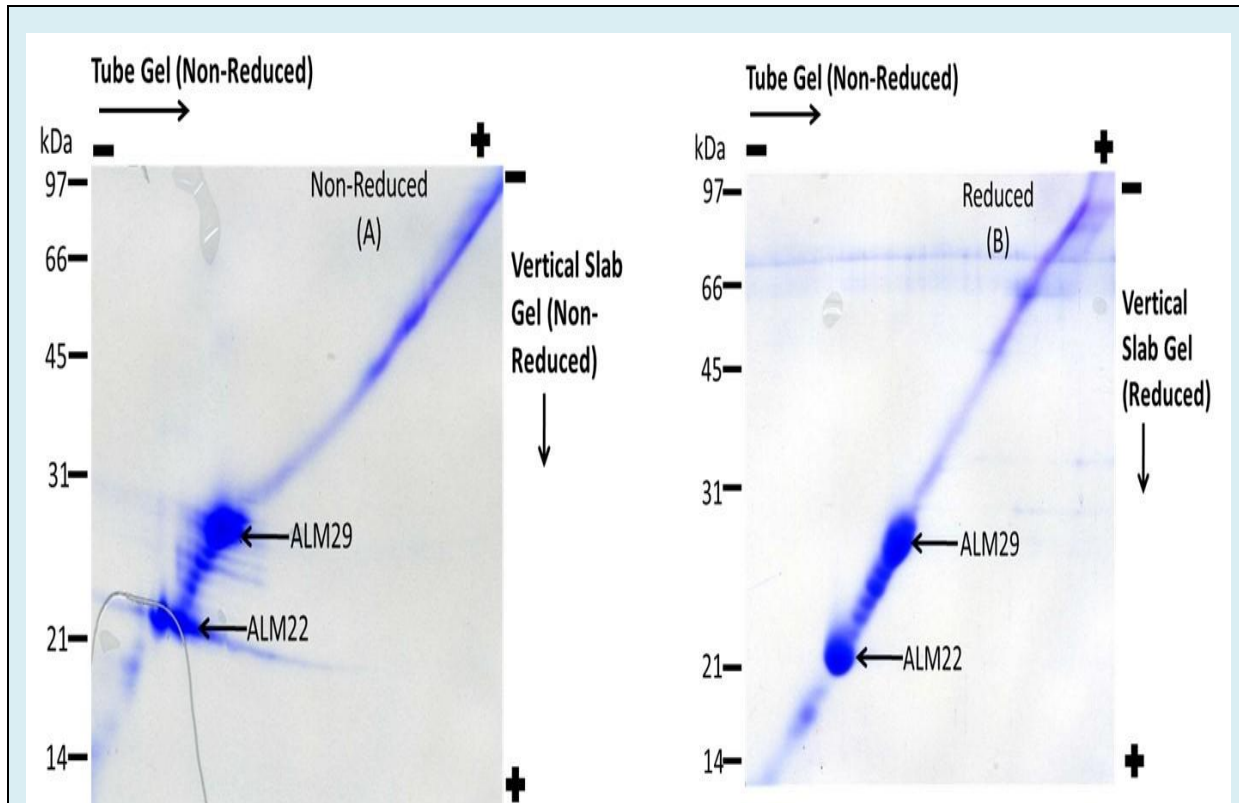 Tube Gel (Non-Reduced)
kDa
97
66
45
31
21
14
Non-Reduced
(A)
Vertical Slab
Gel (Non-
Reduced)
ALM29
ALM22
Tube Gel (Non-Reduced)
kDa
97
66
45
31
21
14
Reduced
(B)
Vertical
Slab Gel
(Reduced)
ALM29
ALM22